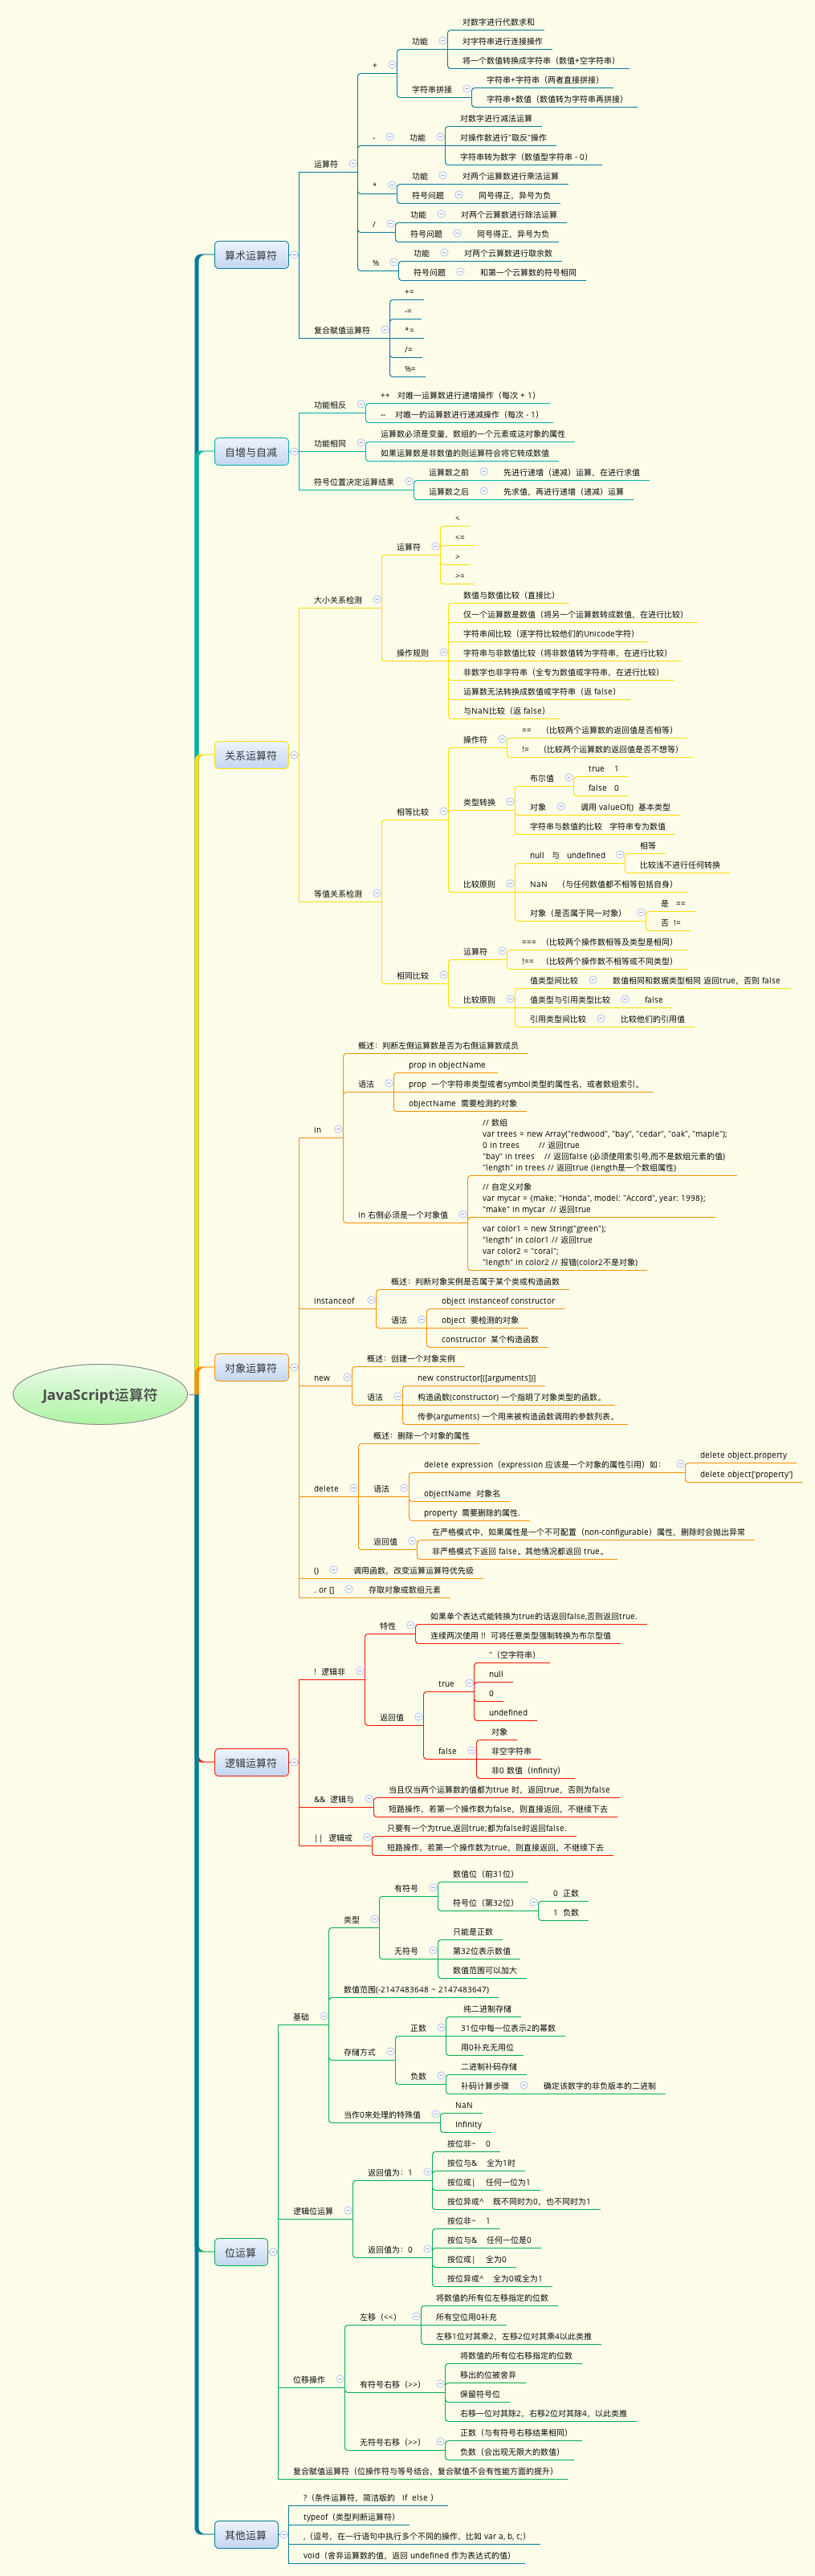 JavaScript运算符
算术运算符
运算符
+
功能
对数字进行代数求和
对字符串进行连接操作
将一个数值转换成字符串（数值+空字符串）
字符串拼接
字符串+字符串（两者直接拼接）
字符串+数值（数值转为字符串再拼接）
-
功能
对数字进行减法运算
对操作数进行"取反"操作
字符串转为数字（数值型字符串 - 0）
*
功能
对两个运算数进行乘法运算
符号问题
同号得正，异号为负
/
功能
对两个云算数进行除法运算
符号问题
同号得正，异号为负
%
功能
对两个云算数进行取余数
符号问题
和第一个云算数的符号相同
复合赋值运算符
+=
-=
*=
/=
%=
自增与自减
功能相反
++ 对唯一运算数进行递增操作（每次 + 1）
-- 对唯一的运算数进行递减操作（每次 - 1）
功能相同
运算数必须是变量，数组的一个元素或这对象的属性
如果运算数是非数值的则运算符会将它转成数值
符号位置决定运算结果
运算数之前
先进行递增（递减）运算，在进行求值
运算数之后
先求值，再进行递增（递减）运算
关系运算符
大小关系检测
运算符
<
<=
>
>=
操作规则
数值与数值比较（直接比）
仅一个运算数是数值（将另一个运算数转成数值，在进行比较）
字符串间比较（逐字符比较他们的Unicode字符）
字符串与非数值比较（将非数值转为字符串，在进行比较）
非数字也非字符串（全专为数值或字符串，在进行比较）
运算数无法转换成数值或字符串（返 false）
与NaN比较（返 false）
等值关系检测
相等比较
操作符
== （比较两个运算数的返回值是否相等）
!= （比较两个运算数的返回值是否不想等）
类型转换
布尔值
true 1
false 0
对象
调用 valueOf() 基本类型
字符串与数值的比较 字符串专为数值
比较原则
null 与 undefined
相等
比较浅不进行任何转换
NaN （与任何数值都不相等包括自身）
对象（是否属于同一对象）
是 ==
否 !=
相同比较
运算符
=== （比较两个操作数相等及类型是相同）
!== （比较两个操作数不相等或不同类型）
比较原则
值类型间比较
数值相同和数据类型相同 返回true，否则 false
值类型与引用类型比较
false
引用类型间比较
比较他们的引用值
对象运算符
in
概述：判断左侧运算数是否为右侧运算数成员
语法
prop in objectName
prop 一个字符串类型或者symbol类型的属性名，或者数组索引。
objectName 需要检测的对象
in 右侧必须是一个对象值
// 数组
var trees = new Array("redwood", "bay", "cedar", "oak", "maple");
0 in trees // 返回true
"bay" in trees // 返回false (必须使用索引号,而不是数组元素的值)
"length" in trees // 返回true (length是一个数组属性)
// 自定义对象
var mycar = {make: "Honda", model: "Accord", year: 1998};
"make" in mycar // 返回true
var color1 = new String("green");
"length" in color1 // 返回true
var color2 = "coral";
"length" in color2 // 报错(color2不是对象)
instanceof
概述：判断对象实例是否属于某个类或构造函数
语法
object instanceof constructor
object 要检测的对象
constructor 某个构造函数
new
概述：创建一个对象实例
语法
new constructor[([arguments])]
构造函数(constructor) 一个指明了对象类型的函数。
传参(arguments) 一个用来被构造函数调用的参数列表。
delete
概述：删除一个对象的属性
语法
delete expression（expression 应该是一个对象的属性引用）如：
delete object.property
delete object['property']
objectName 对象名
property 需要删除的属性.
返回值
在严格模式中，如果属性是一个不可配置（non-configurable）属性，删除时会抛出异常
非严格模式下返回 false。其他情况都返回 true。
()
调用函数，改变运算运算符优先级
. or []
存取对象或数组元素
逻辑运算符
! 逻辑非
特性
如果单个表达式能转换为true的话返回false,否则返回true.
连续两次使用 !! 可将任意类型强制转换为布尔型值
返回值
true
''（空字符串）
null
0
undefined
false
对象
非空字符串
非0 数值（Infinity）
&& 逻辑与
当且仅当两个运算数的值都为true 时，返回true，否则为false
短路操作，若第一个操作数为false，则直接返回，不继续下去
|| 逻辑或
只要有一个为true,返回true;都为false时返回false.
短路操作，若第一个操作数为true，则直接返回，不继续下去
位运算
基础
类型
有符号
数值位（前31位）
符号位（第32位）
0 正数
1 负数
无符号
只能是正数
第32位表示数值
数值范围可以加大
数值范围(-2147483648 ~ 2147483647)
存储方式
正数
纯二进制存储
31位中每一位表示2的幂数
用0补充无用位
负数
二进制补码存储
补码计算步骤
确定该数字的非负版本的二进制
当作0来处理的特殊值
NaN
Infinity
逻辑位运算
返回值为：1
按位非~ 0
按位与& 全为1时
按位或| 任何一位为1
按位异或^ 既不同时为0，也不同时为1
返回值为：0
按位非~ 1
按位与& 任何一位是0
按位或| 全为0
按位异或^ 全为0或全为1
位移操作
左移（<<）
将数值的所有位左移指定的位数
所有空位用0补充
左移1位对其乘2，左移2位对其乘4以此类推
有符号右移（>>）
将数值的所有位右移指定的位数
移出的位被舍弃
保留符号位
右移一位对其除2，右移2位对其除4，以此类推
无符号右移（>>）
正数（与有符号右移结果相同）
负数（会出现无限大的数值）
复合赋值运算符（位操作符与等号结合，复合赋值不会有性能方面的提升）
其他运算
?（条件运算符，简洁版的 if else ）
typeof（类型判断运算符）
,（逗号，在一行语句中执行多个不同的操作，比如 var a, b, c;）
void（舍弃运算数的值，返回 undefined 作为表达式的值）